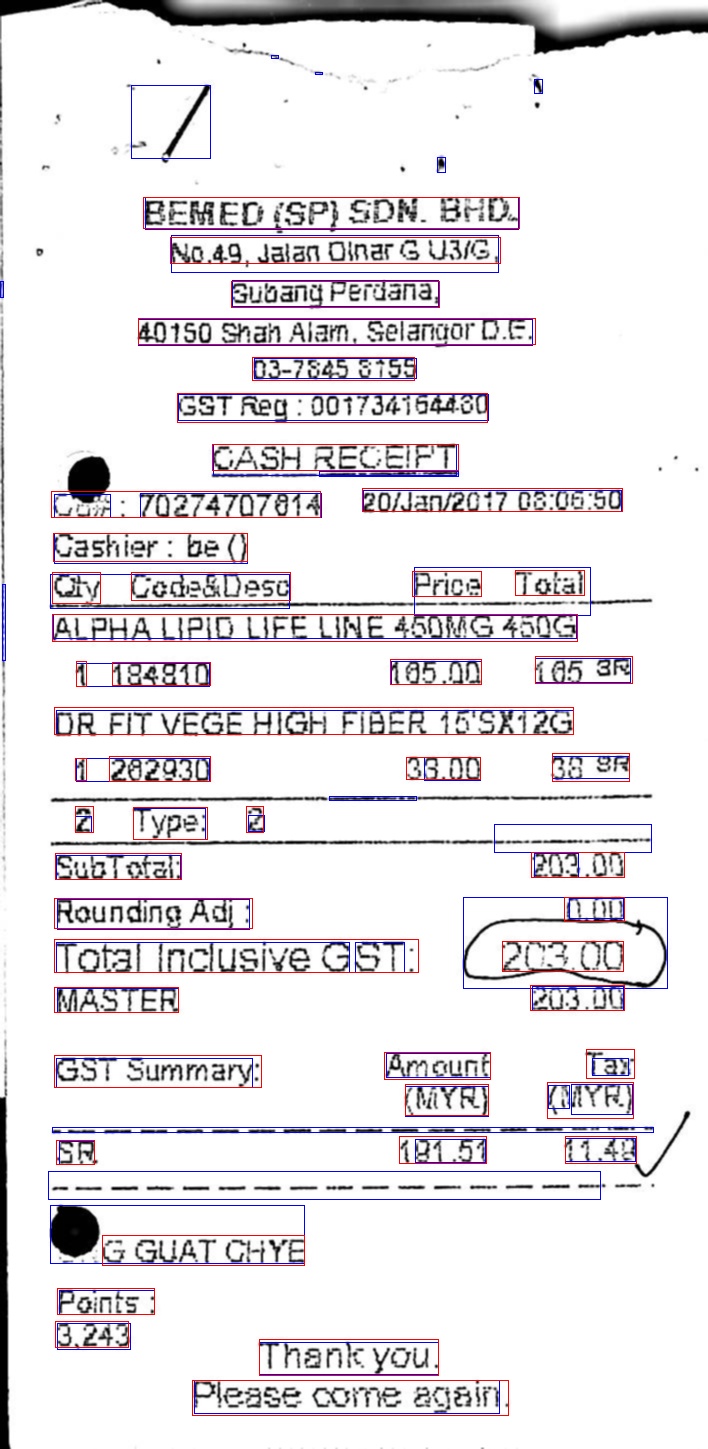 BEMED (SP) SDN. BHD.
No.49, Jalan Dinar G U3/G,
Subang Perdana,
40150 Shah Alam, Selangor D.E.
03-7845 8155
GST Reg : 001734164480
CASH RECEIPT
Co#: 70274707814 20/Jan/2017 08:06:50
Cashier : be ()
Qty Code&Desc Price Total
ALPHA LIPID LIFE LINE 450MG 450G
1 184810 165.00 165 SR
DR FIT VEGE HIGH FIBER 15'SX12G
1 282930 38.00 38 SR
2 Type: 2
SubTotal: 203.00
Rounding Adj : 0.00
Total Inclusive GST: 203.00
MASTER 203.00
GST Summary: Amount Tax
(MYR) (MYR)
SR 191.51 11.49
G GUAT CHYE
Points :
3,243
Thank you.
Please come again.